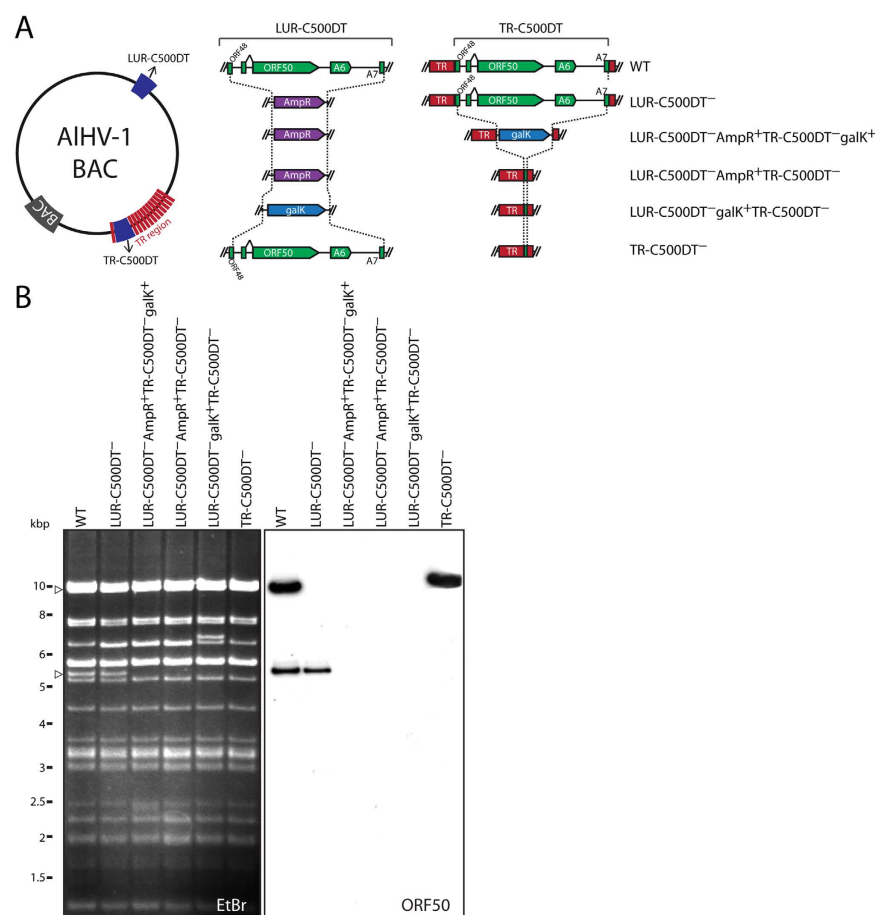 A
LUR-C500DT
TR-C500DT
LUR-C500DT
AlHV-1
BAC
BAC
TR region
TR-C500DT
ORF48
ORF50
A6
A7
TR
ORF48
ORF50
A6
A7
WT
AmpR
TR
ORF48
ORF50
A6
A7
LUR-C500DT⁻
AmpR
TR
galK
LUR-C500DT⁻AmpR⁺TR-C500DT⁻galK⁺
AmpR
TR
LUR-C500DT⁻AmpR⁺TR-C500DT⁻
galK
TR
LUR-C500DT⁻galK⁺TR-C500DT⁻
ORF48
ORF50
A6
A7
TR
TR-C500DT⁻
B
kbp
WT
LUR-C500DT⁻
LUR-C500DT⁻AmpR⁺TR-C500DT⁻galK⁺
LUR-C500DT⁻AmpR⁺TR-C500DT⁻
LUR-C500DT⁻galK⁺TR-C500DT⁻
TR-C500DT⁻
WT
LUR-C500DT⁻
LUR-C500DT⁻AmpR⁺TR-C500DT⁻galK⁺
LUR-C500DT⁻AmpR⁺TR-C500DT⁻
LUR-C500DT⁻galK⁺TR-C500DT⁻
TR-C500DT⁻
10
8
6
5
4
3
2.5
2
1.5
EtBr
ORF50